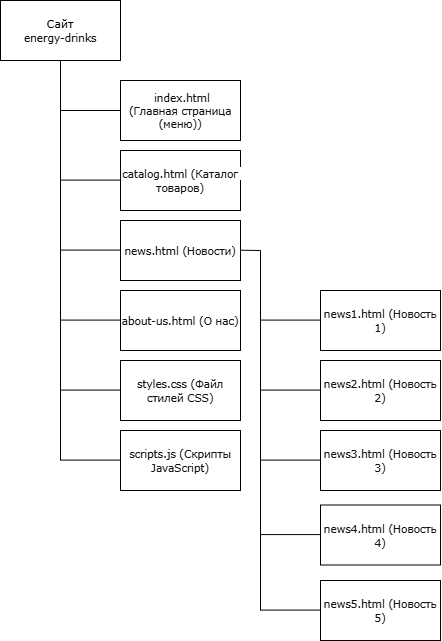 Сайт
energy-drinks
index.html
(Главная страница
(меню))
catalog.html (Каталог
товаров)
news.html (Новости)
about-us.html (О нас)
styles.css (Файл
стилей CSS)
scripts.js (Скрипты
JavaScript)
news1.html (Новость
1)
news2.html (Новость
2)
news3.html (Новость
3)
news4.html (Новость
4)
news5.html (Новость
5)